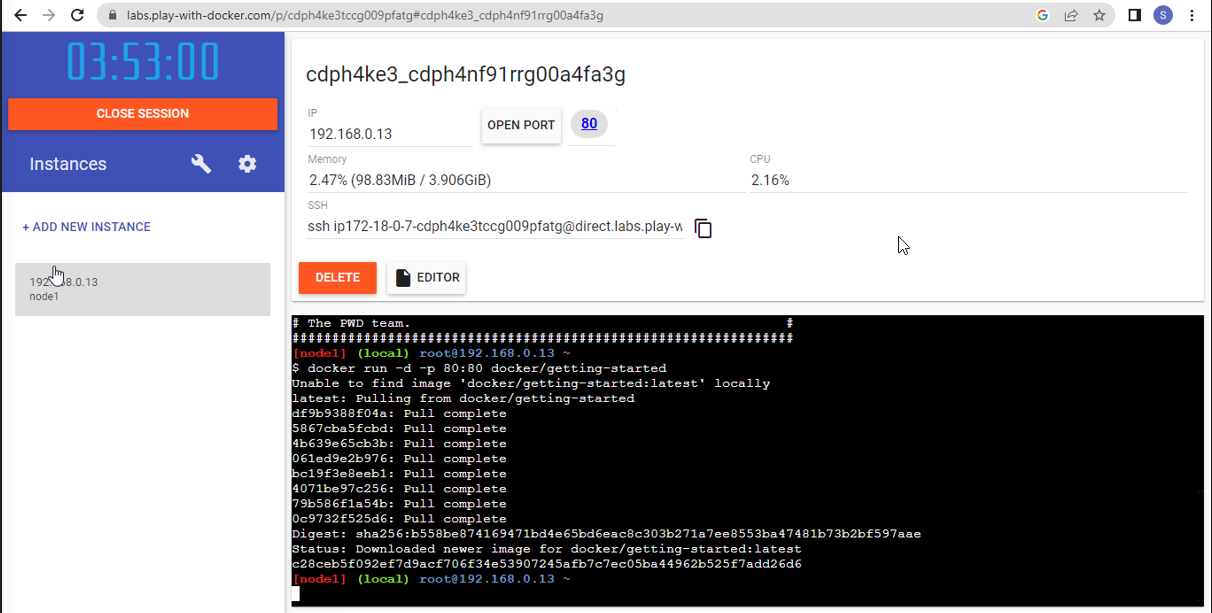 labs.play-with-docker.com/p/cdph4ke3tccg009pfatg#cdph4ke3_cdph4nf91rrg00a4fa3g
S
03:53:00
CLOSE SESSION
Instances
+ ADD NEW INSTANCE
192.168.0.13
node1
cdph4ke3_cdph4nf91rrg00a4fa3g
IP
192.168.0.13
OPEN PORT
80
Memory
2.47% (98.83MiB / 3.906GiB)
CPU
2.16%
SSH
ssh ip172-18-0-7-cdph4ke3tccg009pfatg@direct.labs.play-w
DELETE
EDITOR
# The PWD team. #
###############################################################
[node1] (local) root@192.168.0.13 ~
$ docker run -d -p 80:80 docker/getting-started
Unable to find image 'docker/getting-started:latest' locally
latest: Pulling from docker/getting-started
df9b9388f04a: Pull complete
5867cba5fcbd: Pull complete
4b639e65cb3b: Pull complete
061ed9e2b976: Pull complete
bc19f3e8eeb1: Pull complete
4071be97c256: Pull complete
79b586f1a54b: Pull complete
0c9732f525d6: Pull complete
Digest: sha256:b558be874169471bd4e65bd6eac8c303b271a7ee8553ba47481b73b2bf597aae
Status: Downloaded newer image for docker/getting-started:latest
c28ceb5f092ef7d9acf706f34e53907245afb7c7ec05ba44962b525f7add26d6
[node1] (local) root@192.168.0.13 ~